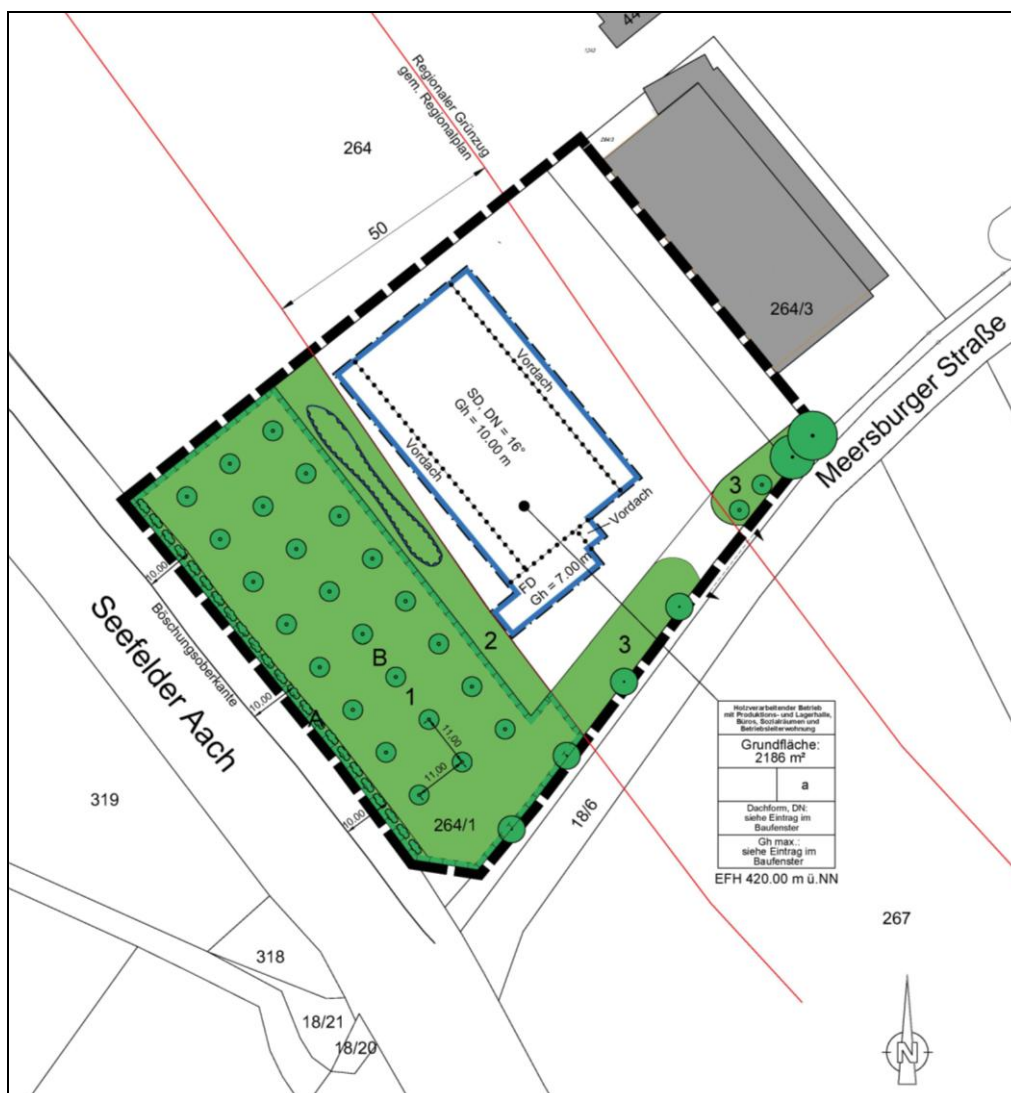 44
1243
Regionaler Grünzug
gem. Regionalplan
264
264/3
50
264/3
Meersburger Straße
Vordach
SD, DN = 16°
Gh = 10.00 m
Vordach
Vordach
FD
Gh = 7.00 m
3
10.00
Böschungsoberkante
Seefelder Aach
B
2
3
1
10,00
11,00
11,00
A
10,00
264/1
319
18/6
Holzverarbeitender Betrieb
mit Produktions- und Lagerhalle,
Büros, Sozialräumen und
Betriebsleiterwohnung
Grundfläche:
2186 m²
a
Dachform, DN:
siehe Eintrag im
Baufenster
Gh max.:
siehe Eintrag im
Baufenster
EFH 420.00 m ü.NN
267
318
18/21
18/20
N